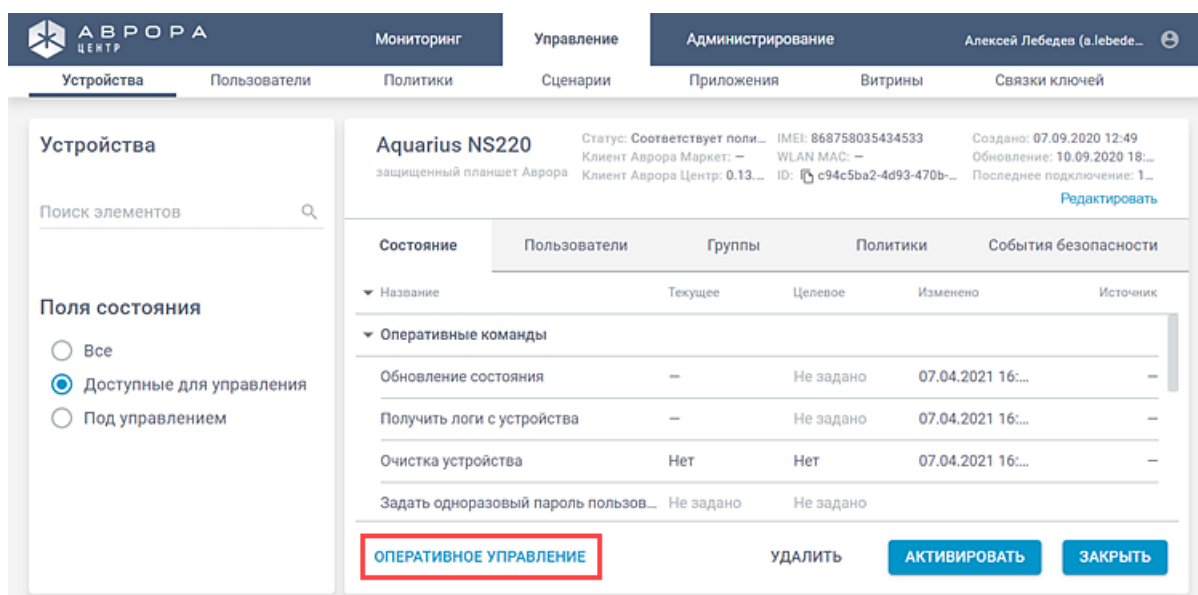 АВРОРА
ЦЕНТР
Мониторинг Управление Администрирование Алексей Лебедев (a.lebede...
Устройства Пользователи Политики Сценарии Приложения Витрины Связки ключей
Устройства
Поиск элементов
Поля состояния
Все
Доступные для управления
Под управлением
Aquarius NS220
защищенный планшет Аврора
Статус: Соответствует поли...
Клиент Аврора Маркет: —
Клиент Аврора Центр: 0.13....
IMEI: 868758035434533
WLAN MAC: —
ID: c94c5ba2-4d93-470b-...
Создано: 07.09.2020 12:49
Обновление: 10.09.2020 18:...
Последнее подключение: 1...
Редактировать
Состояние Пользователи Группы Политики События безопасности
Название Текущее Целевое Изменено Источник
Оперативные команды
Обновление состояния — Не задано 07.04.2021 16:... —
Получить логи с устройства — Не задано 07.04.2021 16:... —
Очистка устройства Нет Нет 07.04.2021 16:... —
Задать одноразовый пароль пользов... Не задано Не задано
ОПЕРАТИВНОЕ УПРАВЛЕНИЕ УДАЛИТЬ АКТИВИРОВАТЬ ЗАКРЫТЬ